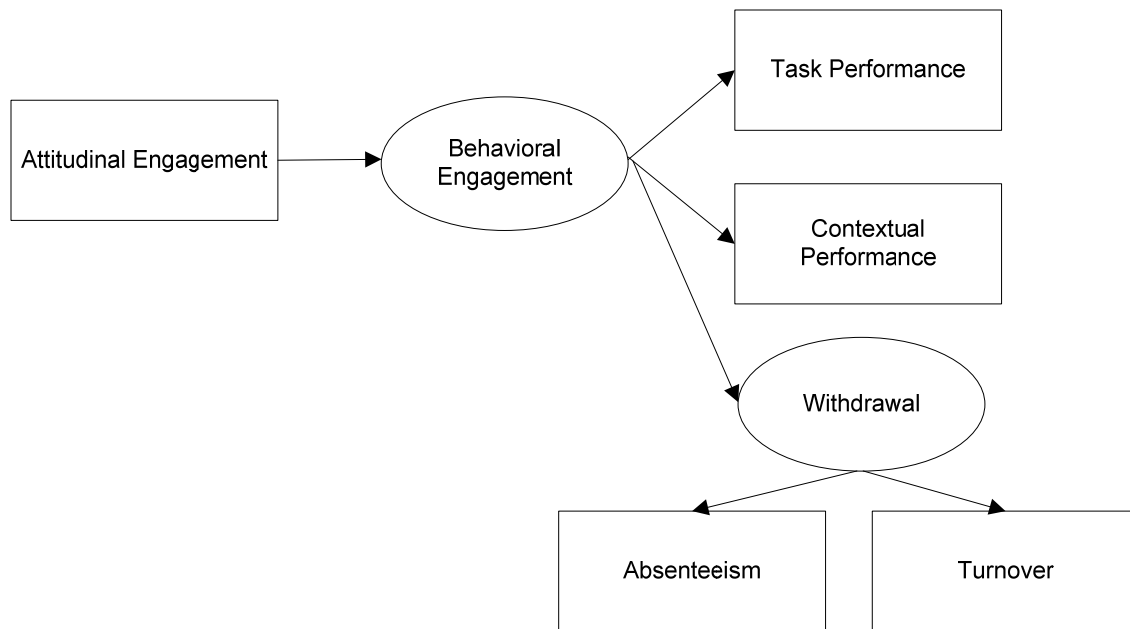 Task Performance
Attitudinal Engagement
Behavioral
Engagement
Contextual
Performance
Withdrawal
Absenteeism
Turnover